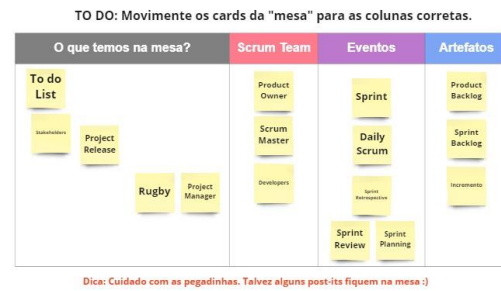 TO DO: Movimente os cards da "mesa" para as colunas corretas.
O que temos na mesa?
Scrum Team
Eventos
Artefatos
To do
List
Stakeholders
Project
Release
Rugby
Project
Manager
Product
Owner
Scrum
Master
Developers
Sprint
Daily
Scrum
Sprint
Retrospective
Sprint
Review
Sprint
Planning
Product
Backlog
Sprint
Backlog
Incremento
Dica: Cuidado com as pegadinhas. Talvez alguns post-its fiquem na mesa :)